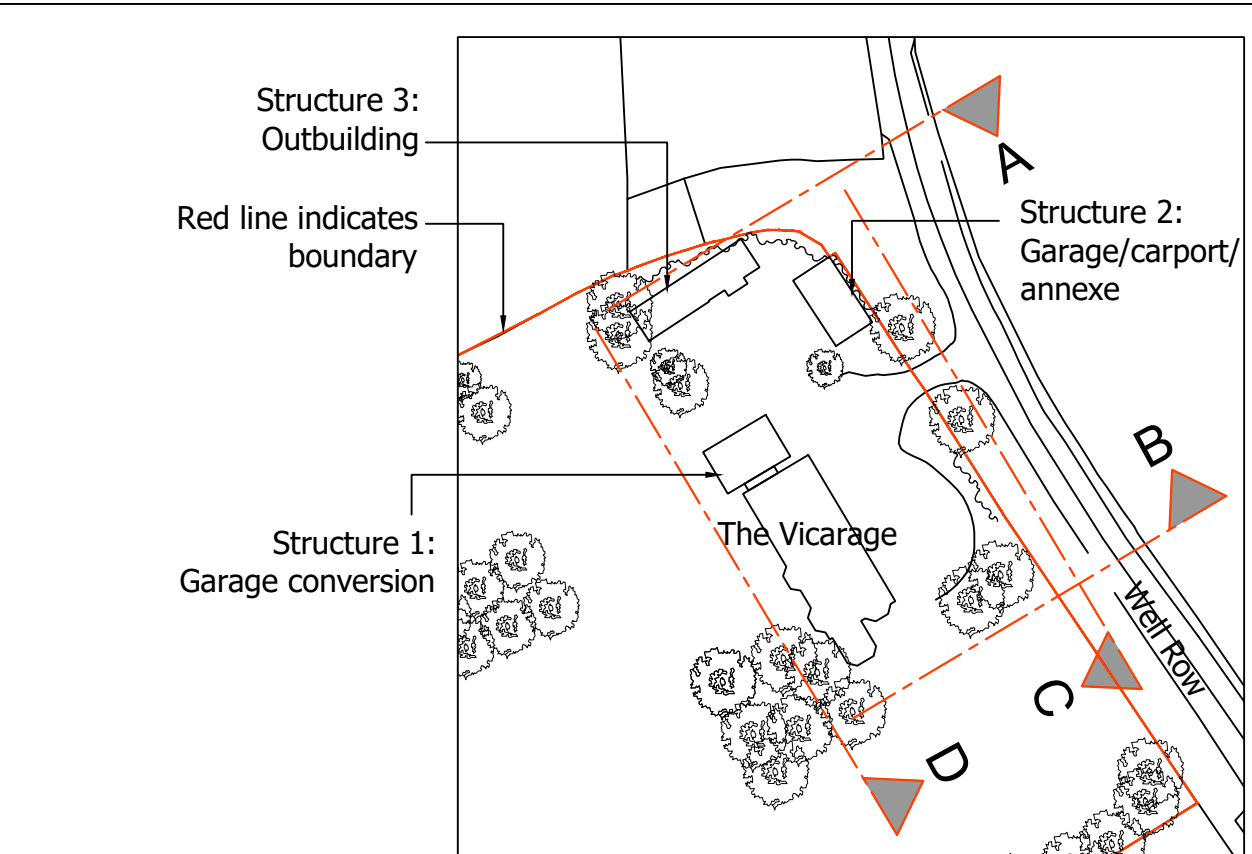 Structure 3:
Outbuilding
A
Red line indicates
boundary
Structure 2:
Garage/carport/
annexe
B
The Vicarage
Structure 1:
Garage conversion
Well Row
C
D